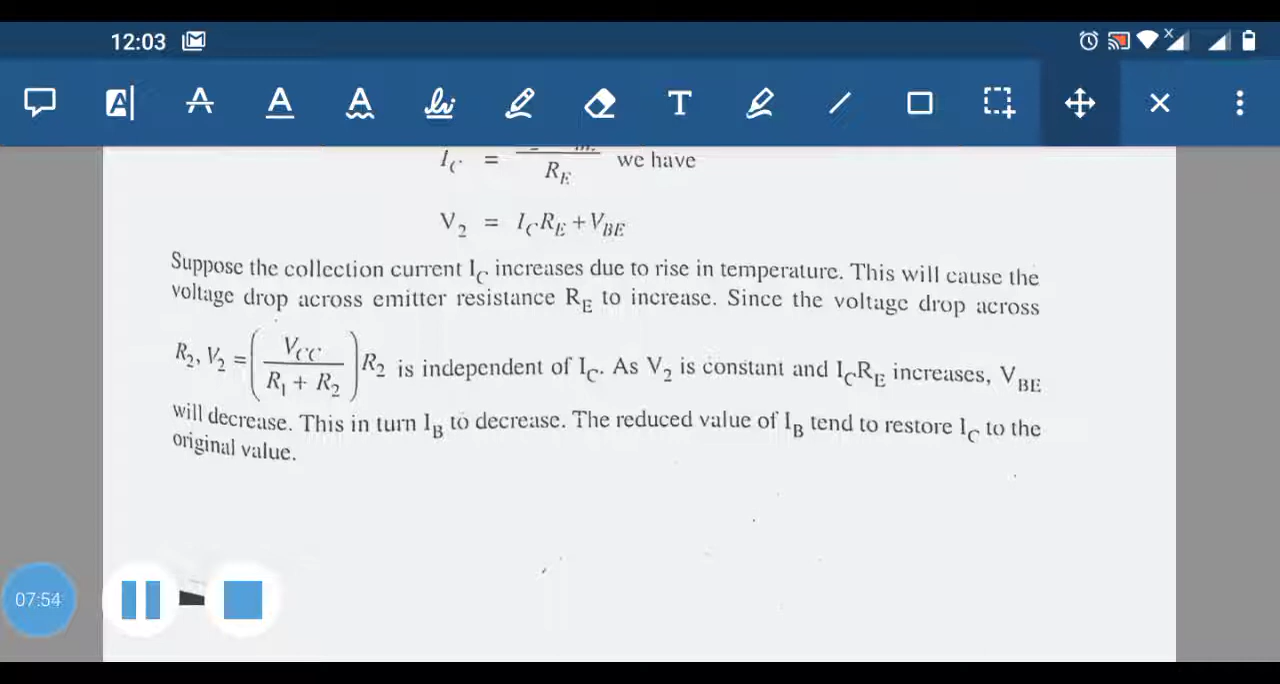 12:03
A A A A T
I_C = ___ / R_E we have
V_2 = I_C R_E + V_BE
Suppose the collection current I_C increases due to rise in temperature. This will cause the
voltage drop across emitter resistance R_E to increase. Since the voltage drop across
R_2, V_2 = (V_CC / (R_1 + R_2)) R_2 is independent of I_C. As V_2 is constant and I_C R_E increases, V_BE
will decrease. This in turn I_B to decrease. The reduced value of I_B tend to restore I_C to the
original value.
07:54